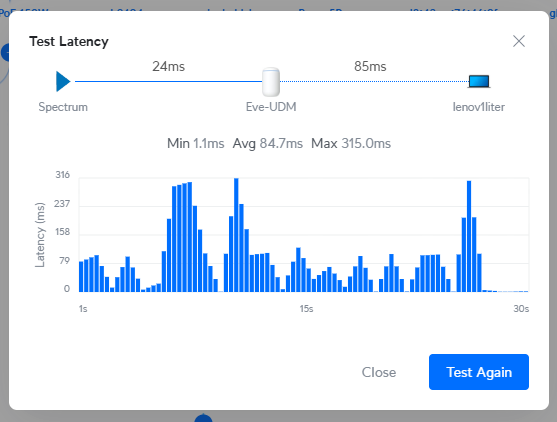 Test Latency
24ms
85ms
Spectrum
Eve-UDM
lenov1liter
Min 1.1ms Avg 84.7ms Max 315.0ms
Latency (ms)
316
237
158
79
0
1s
15s
30s
Close
Test Again